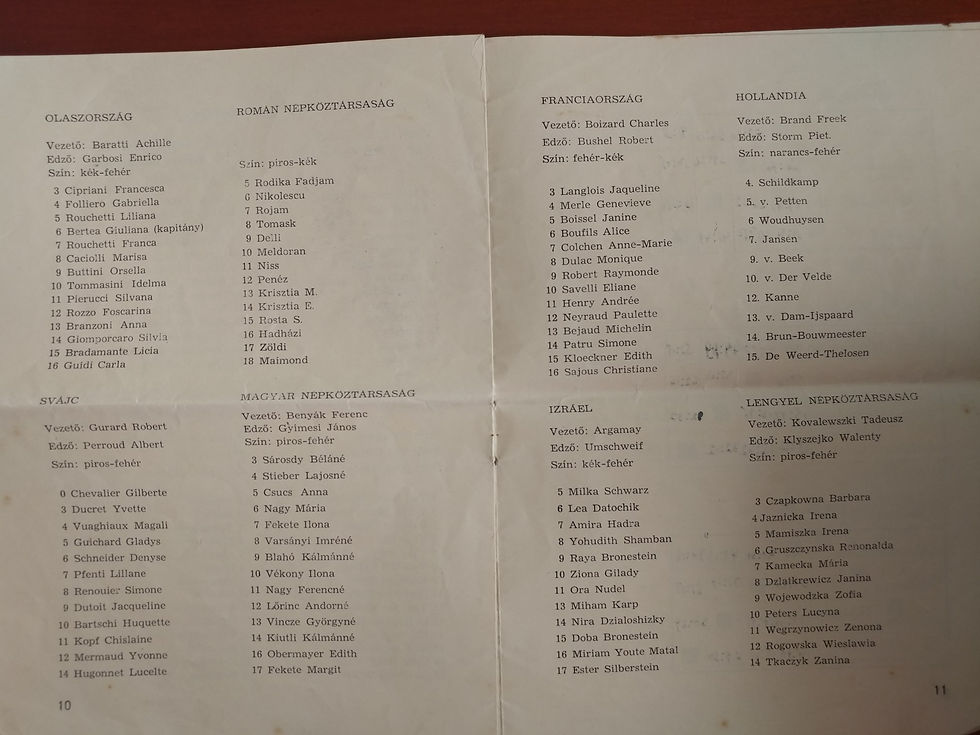 OLASZORSZÁG
Vezető: Baratti Achille
Edző: Garbosi Enrico
Szín: kék-fehér
3 Cipriani Francesca
4 Folliero Gabriella
5 Rouchetti Liliana
6 Bertea Giuliana (kapitány)
7 Rouchetti Franca
8 Caciolli Marisa
9 Buttini Orsella
10 Tommasini Idelma
11 Pierucci Silvana
12 Rozzo Foscarina
13 Branzoni Anna
14 Giomporcaro Silvia
15 Bradamante Licia
16 Guidi Carla
ROMÁN NÉPKÖZTÁRSASÁG
Szín: piros-kék
5 Rodika Fadjam
6 Nikolescu
7 Rojam
8 Tomask
9 Delli
10 Meldoran
11 Niss
12 Penéz
13 Krisztia M.
14 Krisztia E.
15 Rosta S.
16 Hadházi
17 Zöldi
18 Maimond
SVÁJC
Vezető: Gurard Robert
Edző: Perroud Albert
Szín: piros-fehér
0 Chevalier Gilberte
3 Ducret Yvette
4 Vuaghiaux Magali
5 Guichard Gladys
6 Schneider Denyse
7 Pfenti Lillane
8 Renouier Simone
9 Dutoit Jacqueline
10 Bartschi Huquette
11 Kopf Chislaine
12 Mermaud Yvonne
14 Hugonnet Lucelte
MAGYAR NÉPKÖZTÁRSASÁG
Vezető: Benyák Ferenc
Edző: Gyimesi János
Szín: piros-fehér
3 Sárosdy Béláné
4 Stieber Lajosné
5 Csucs Anna
6 Nagy Mária
7 Fekete Ilona
8 Varsányi Imréné
9 Blahó Kálmánné
10 Vékony Ilona
11 Nagy Ferencné
12 Lőrinc Andorné
13 Vincze Györgyné
14 Kiutli Kálmánné
16 Obermayer Edith
17 Fekete Margit
10
FRANCIAORSZÁG
Vezető: Boizard Charles
Edző: Bushel Robert
Szín: fehér-kék
3 Langlois Jaqueline
4 Merle Genevieve
5 Boissel Janine
6 Boufils Alice
7 Colchen Anne-Marie
8 Dulac Monique
9 Robert Raymonde
10 Savelli Eliane
11 Henry Andrée
12 Neyraud Paulette
13 Bejaud Michelin
14 Patru Simone
15 Kloeckner Edith
16 Sajous Christiane
HOLLANDIA
Vezető: Brand Freek
Edző: Storm Piet.
Szín: narancs-fehér
4. Schildkamp
5. v. Petten
6 Woudhuysen
7. Jansen
9. v. Beek
10. v. Der Velde
12. Kanne
13. v. Dam-Ijspaard
14. Brun-Bouwmeester
15. De Weerd-Thelosen
IZRÁEL
Vezető: Argamay
Edző: Umschweif
Szín: kék-fehér
5 Milka Schwarz
6 Lea Datochik
7 Amira Hadra
8 Yohudith Shamban
9 Raya Bronestein
10 Ziona Gilady
11 Ora Nudel
13 Miham Karp
14 Nira Dzialoshizky
15 Doba Bronestein
16 Miriam Youte Matal
17 Ester Silberstein
LENGYEL NÉPKÖZTÁRSASÁG
Vezető: Kovalewszki Tadeusz
Edző: Klyszejko Walenty
Szín: piros-fehér
3 Czapkowna Barbara
4 Jaznicka Irena
5 Mamiszka Irena
6 Gruszczynska Renonalda
7 Kamecka Mária
8 Dzlatkrewicz Janina
9 Wojewodzka Zofia
10 Peters Lucyna
11 Wegrzynowicz Zenona
12 Rogowska Wieslawia
14 Tkaczyk Zanina
11